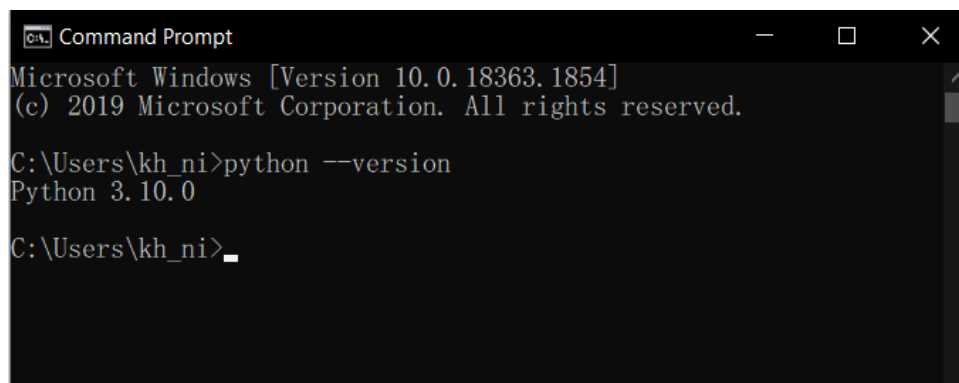 Command Prompt
Microsoft Windows [Version 10.0.18363.1854]
(c) 2019 Microsoft Corporation. All rights reserved.
C:\Users\kh_ni>python --version
Python 3.10.0
C:\Users\kh_ni>